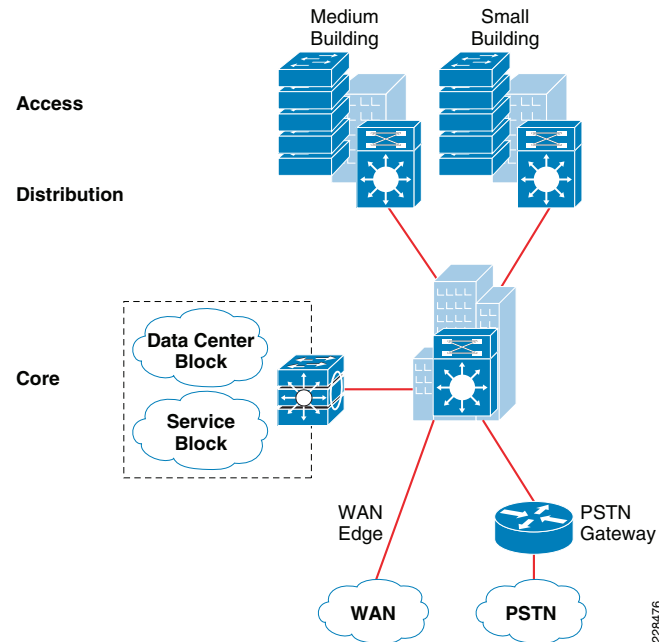 Medium
Building
Small
Building
Access
Distribution
Core
Data Center
Block
Service
Block
WAN
Edge
PSTN
Gateway
WAN
PSTN
228476